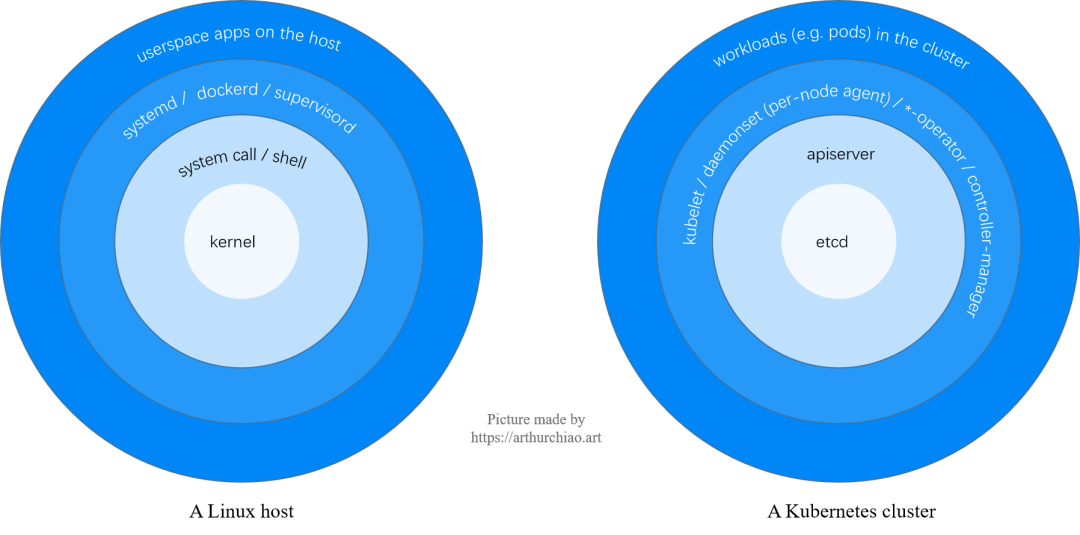 userspace apps on the host
systemd / dockerd / supervisord
system call / shell
kernel
A Linux host
workloads (e.g. pods) in the cluster
kubelet / daemonset (per-node agent) / *-operator / controller-manager
apiserver
etcd
A Kubernetes cluster
Picture made by
https://arthurchiao.art